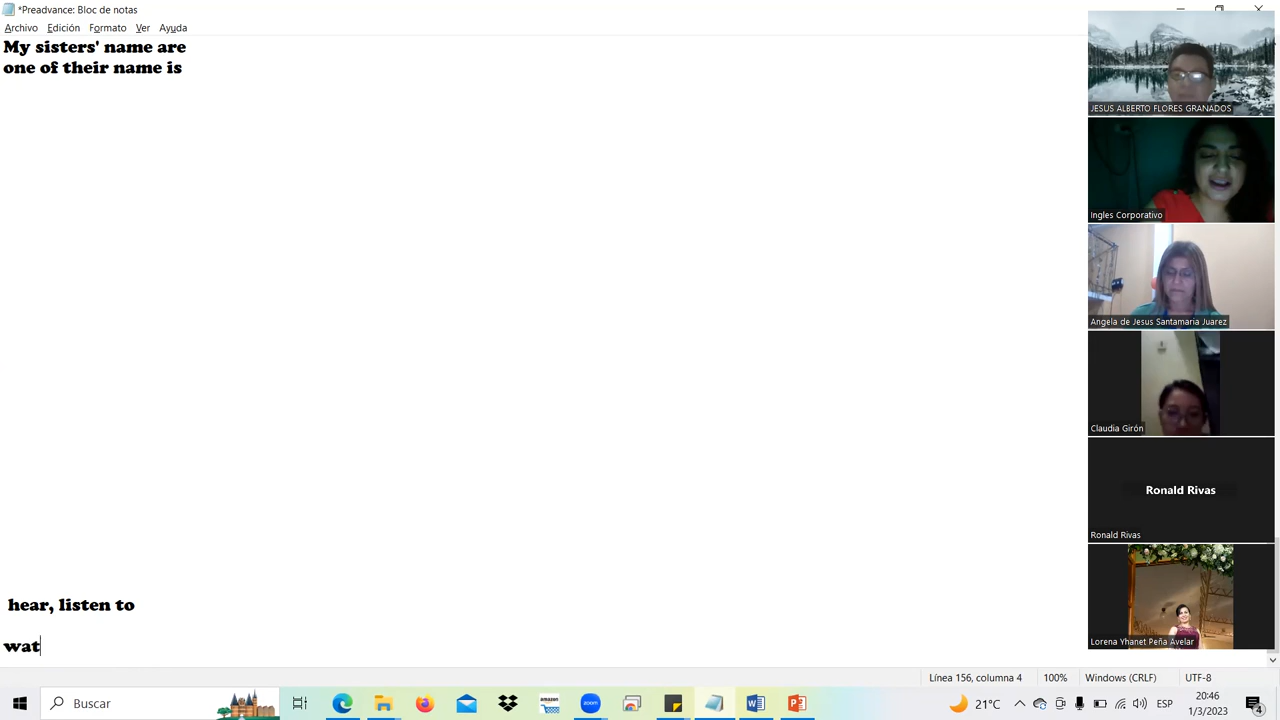 *Preadvance: Bloc de notas
Archivo Edición Formato Ver Ayuda
My sisters' name are
one of their name is
hear, listen to
wat
JESUS ALBERTO FLORES GRANADOS
Ingles Corporativo
Angela de Jesus Santamaria Juarez
Claudia Girón
Ronald Rivas
Ronald Rivas
Lorena Yhanet Peña Avelar
Línea 156, columna 4 100% Windows (CRLF) UTF-8
Buscar
amazon
zoom
21°C ESP
20:46
1/3/2023
4